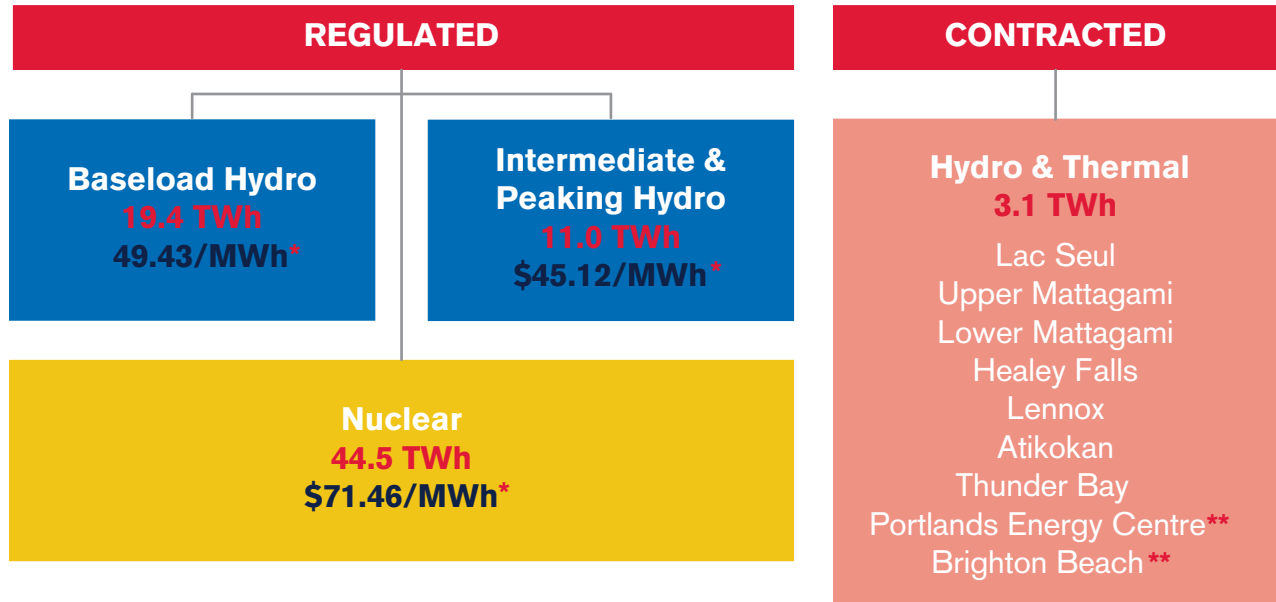 REGULATED
Baseload Hydro
19.4 TWh
49.43/MWh*
Intermediate &
Peaking Hydro
11.0 TWh
$45.12/MWh*
Nuclear
44.5 TWh
$71.46/MWh*
CONTRACTED
Hydro & Thermal
3.1 TWh
Lac Seul
Upper Mattagami
Lower Mattagami
Healey Falls
Lennox
Atikokan
Thunder Bay
Portlands Energy Centre**
Brighton Beach**